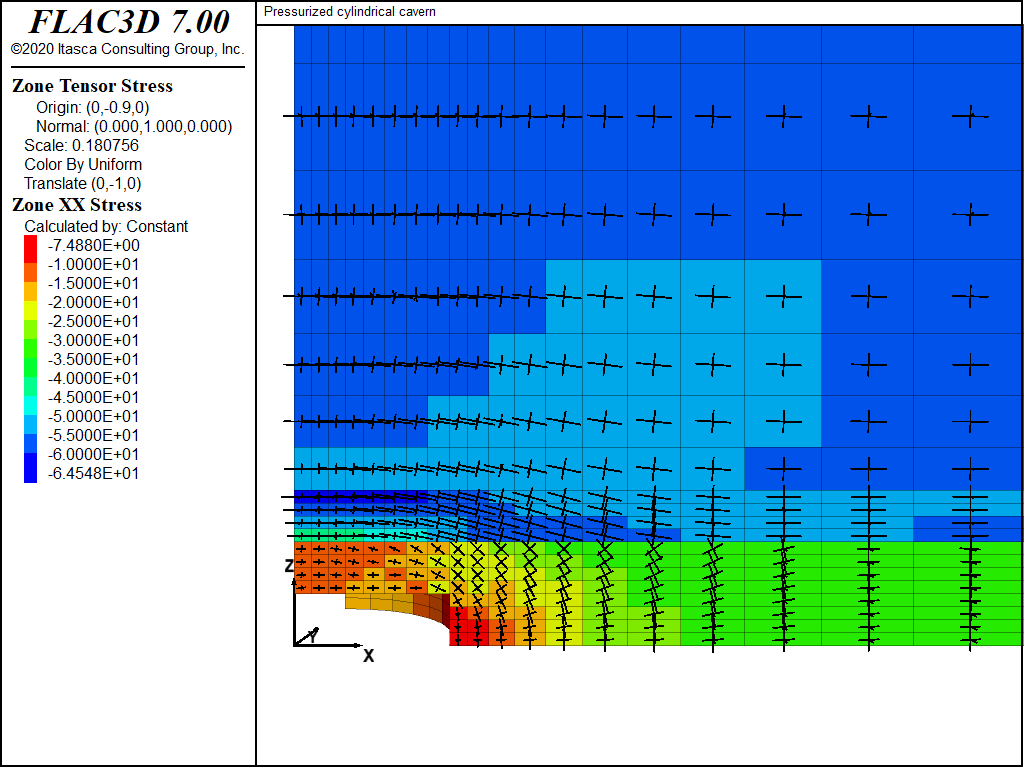 FLAC3D 7.00
©2020 Itasca Consulting Group, Inc.
Zone Tensor Stress
Origin: (0,-0.9,0)
Normal: (0.000,1.000,0.000)
Scale: 0.180756
Color By Uniform
Translate (0,-1,0)
Zone XX Stress
Calculated by: Constant
-7.4880E+00
-1.0000E+01
-1.5000E+01
-2.0000E+01
-2.5000E+01
-3.0000E+01
-3.5000E+01
-4.0000E+01
-4.5000E+01
-5.0000E+01
-5.5000E+01
-6.0000E+01
-6.4548E+01
Pressurized cylindrical cavern
Z
Y
X